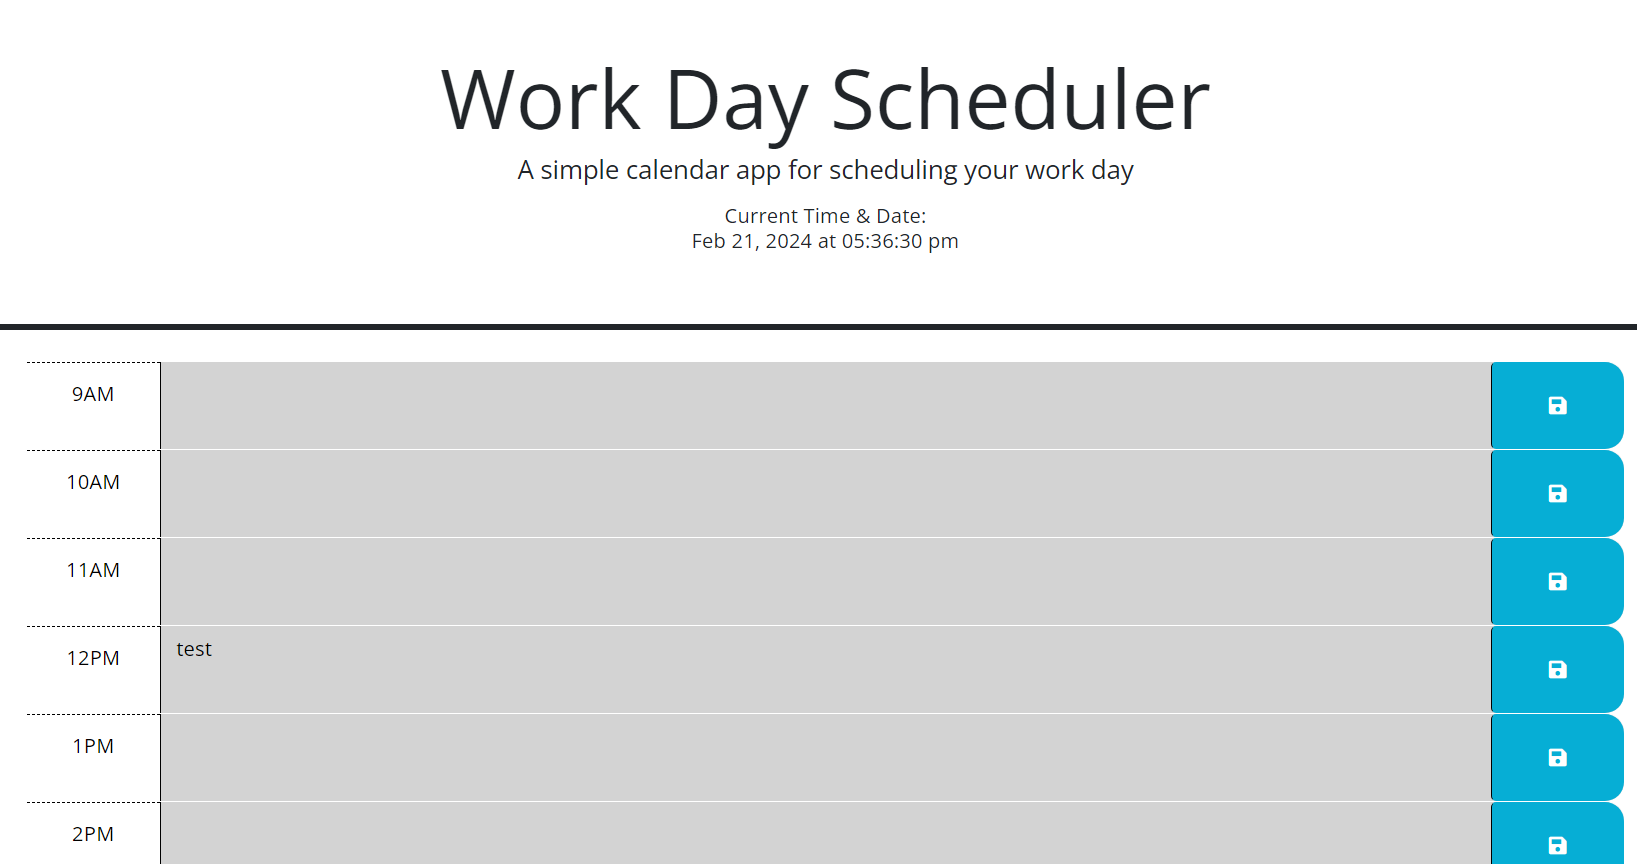 Work Day Scheduler
A simple calendar app for scheduling your work day
Current Time & Date:
Feb 21, 2024 at 05:36:30 pm
9AM
10AM
11AM
12PM
test
1PM
2PM